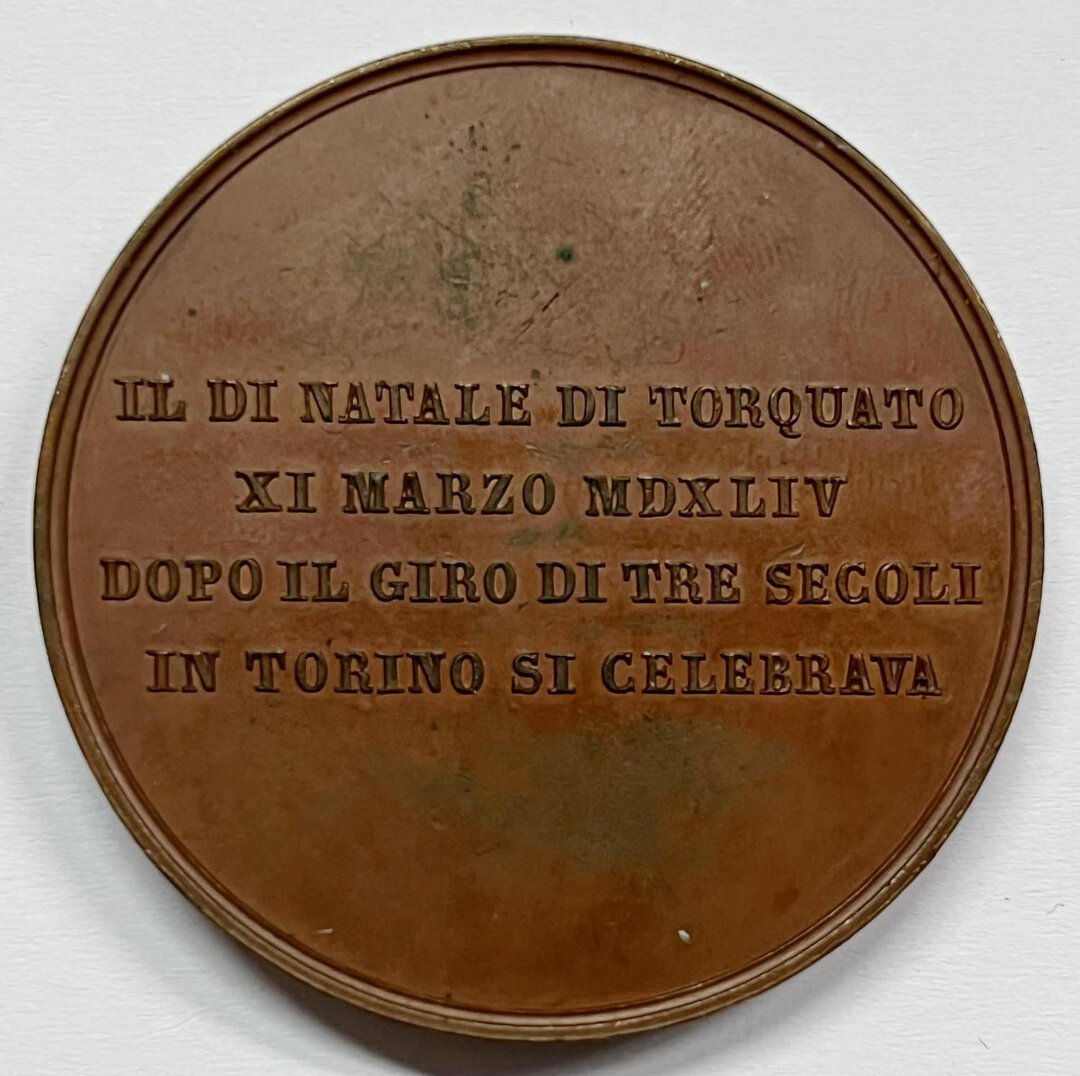 IL DI NATALE DI TORQUATO
XI MARZO MDXLIV
DOPO IL GIRO DI TRE SECOLI
IN TORINO SI CELEBRAVA